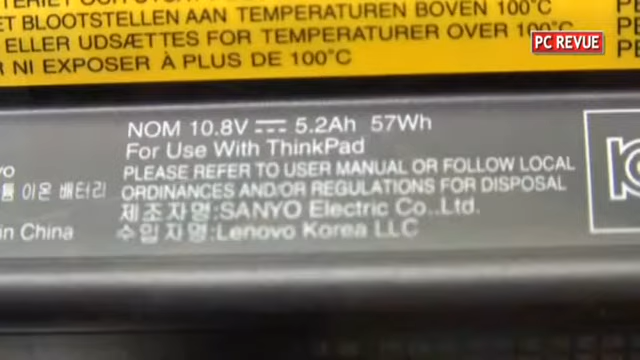 ET BLOOTSTELLEN AAN TEMPERATUREN BOVEN 100°C
ELLER UDSÆTTES FOR TEMPERATURER OVER 100°C
NI EXPOSER À PLUS DE 100°C
PC REVUE
NOM 10.8V 5.2Ah 57Wh
For Use With ThinkPad
PLEASE REFER TO USER MANUAL OR FOLLOW LOCAL
이온 배터리 ORDINANCES AND/OR REGULATIONS FOR DISPOSAL
제조자명:SANYO Electric Co.,Ltd.
in China 수입자명:Lenovo Korea LLC